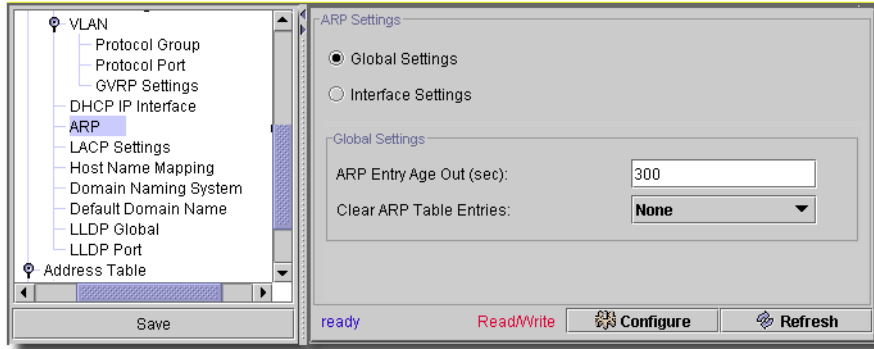 VLAN
Protocol Group
Protocol Port
GVRP Settings
DHCP IP Interface
ARP
LACP Settings
Host Name Mapping
Domain Naming System
Default Domain Name
LLDP Global
LLDP Port
Address Table
Save
ARP Settings
Global Settings
Interface Settings
Global Settings
ARP Entry Age Out (sec): 300
Clear ARP Table Entries: None
ready Read/Write Configure Refresh